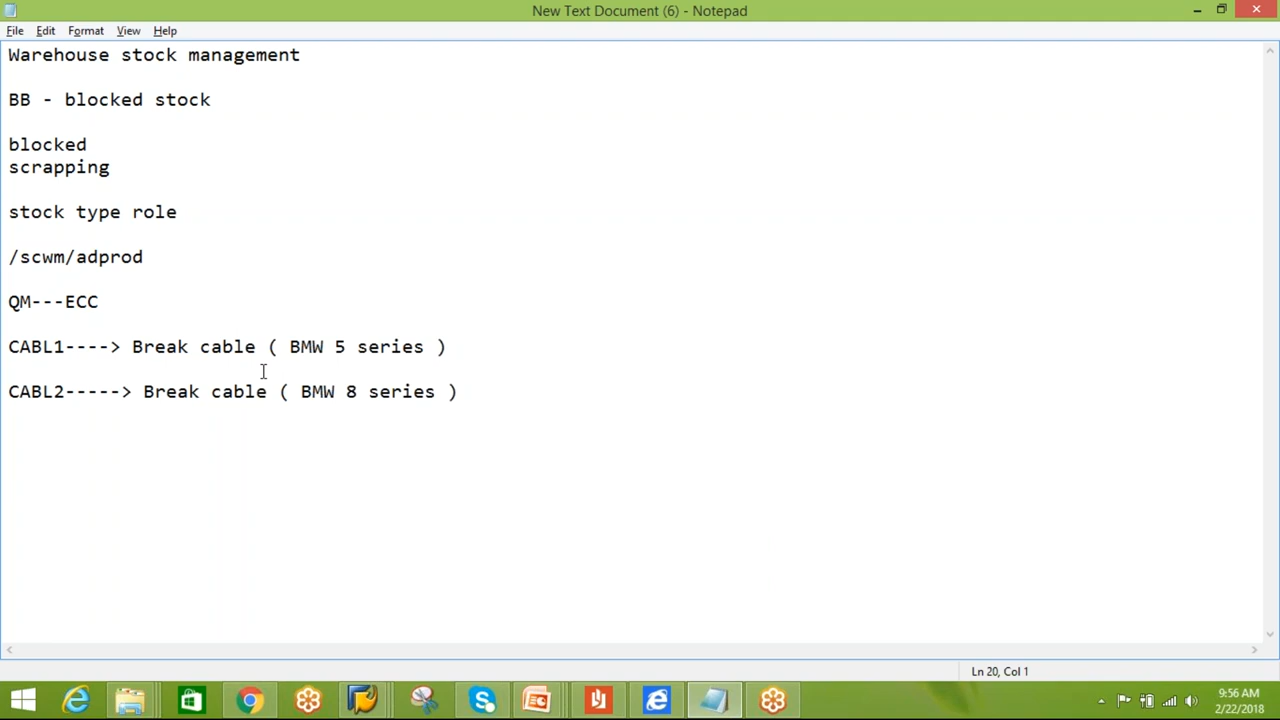 New Text Document (6) - Notepad
File Edit Format View Help
Warehouse stock management
BB - blocked stock
blocked
scrapping
stock type role
/scwm/adprod
QM---ECC
CABL1----> Break cable ( BMW 5 series )
CABL2-----> Break cable ( BMW 8 series )
Ln 20, Col 1
9:56 AM
2/22/2018